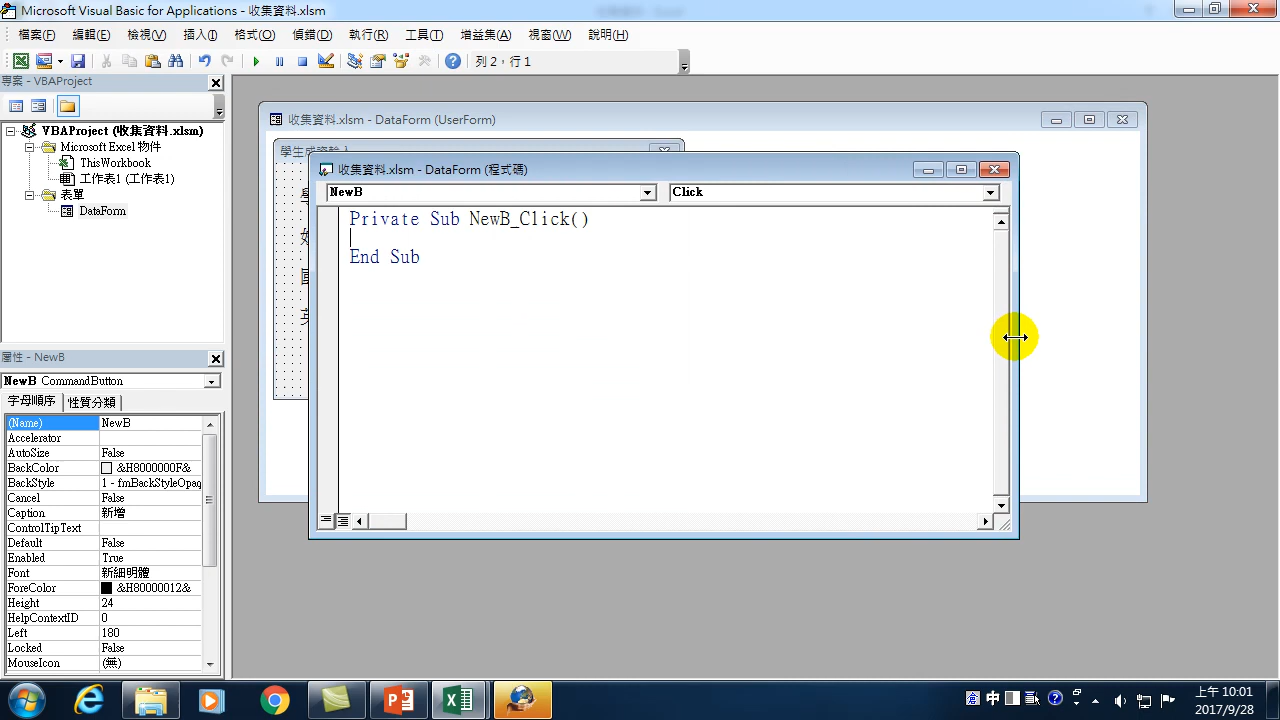 Microsoft Visual Basic for Applications - 收集資料.xlsm
檔案(F) 編輯(E) 檢視(V) 插入(I) 格式(O) 偵錯(D) 執行(R) 工具(T) 增益集(A) 視窗(W) 說明(H)
列 2，行 1
專案 - VBAProject
VBAProject (收集資料.xlsm)
Microsoft Excel 物件
ThisWorkbook
工作表1 (工作表1)
表單
DataForm
屬性 - NewB
NewB CommandButton
字母順序 性質分類
(Name) NewB
Accelerator
AutoSize False
BackColor &H8000000F&
BackStyle 1 - fmBackStyleOpaq
Cancel False
Caption 新增
ControlTipText
Default False
Enabled True
Font 新細明體
ForeColor &H80000012&
Height 24
HelpContextID 0
Left 180
Locked False
MouseIcon (無)
收集資料.xlsm - DataForm (UserForm)
學生成績輸入
收集資料.xlsm - DataForm (程式碼)
NewB Click
Private Sub NewB_Click()
End Sub
中
上午 10:01
2017/9/28